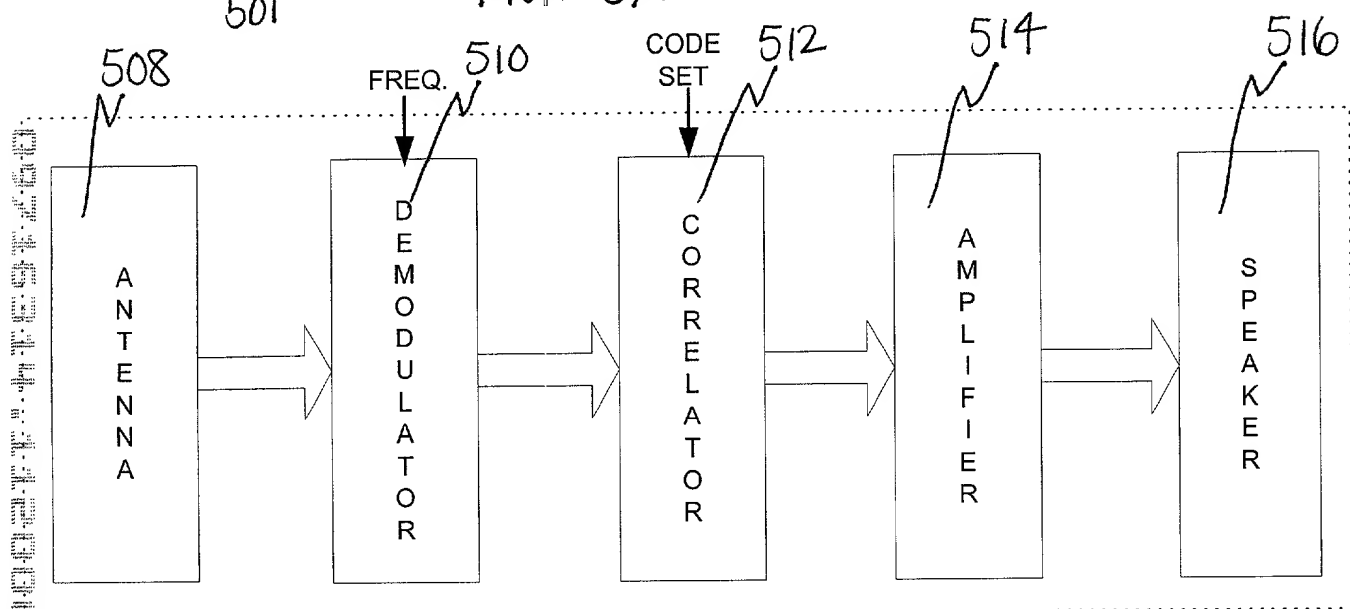 501
508
FREQ.
510
CODE
SET
512
514
516
ANTENNA
DEMODULATOR
CORRELATOR
AMPLIFIER
SPEAKER